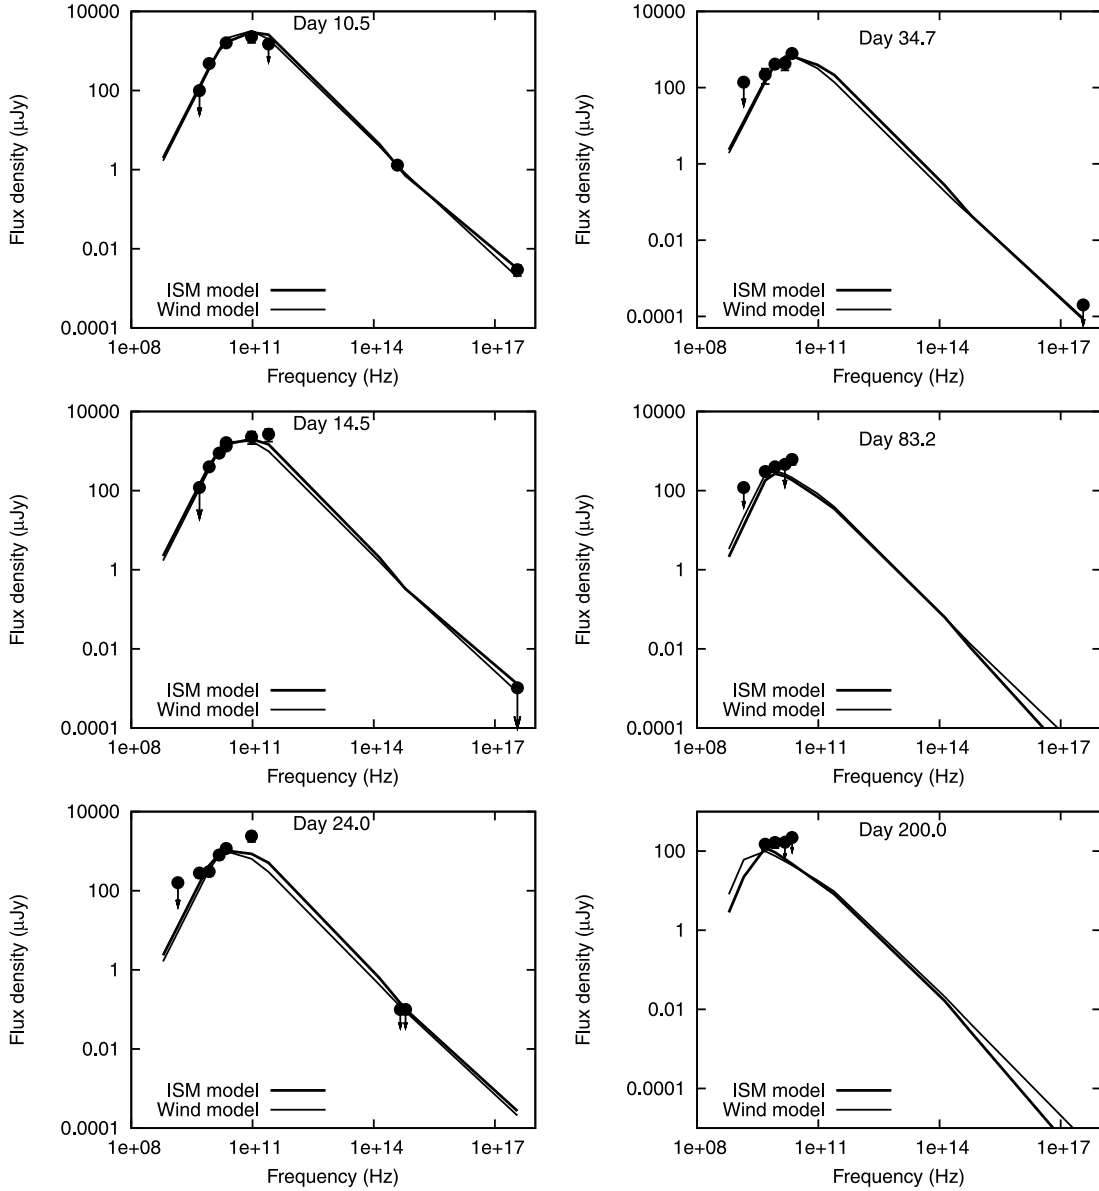 Day 10.5
10000
100
1
0.01
0.0001
Flux density (μJy)
ISM model
Wind model
1e+08 1e+11 1e+14 1e+17
Frequency (Hz)
Day 34.7
10000
100
1
0.01
0.0001
Flux density (μJy)
ISM model
Wind model
1e+08 1e+11 1e+14 1e+17
Frequency (Hz)
Day 14.5
10000
100
1
0.01
0.0001
Flux density (μJy)
ISM model
Wind model
1e+08 1e+11 1e+14 1e+17
Frequency (Hz)
Day 83.2
10000
100
1
0.01
0.0001
Flux density (μJy)
ISM model
Wind model
1e+08 1e+11 1e+14 1e+17
Frequency (Hz)
Day 24.0
10000
100
1
0.01
0.0001
Flux density (μJy)
ISM model
Wind model
1e+08 1e+11 1e+14 1e+17
Frequency (Hz)
Day 200.0
100
1
0.01
0.0001
Flux density (μJy)
ISM model
Wind model
1e+08 1e+11 1e+14 1e+17
Frequency (Hz)